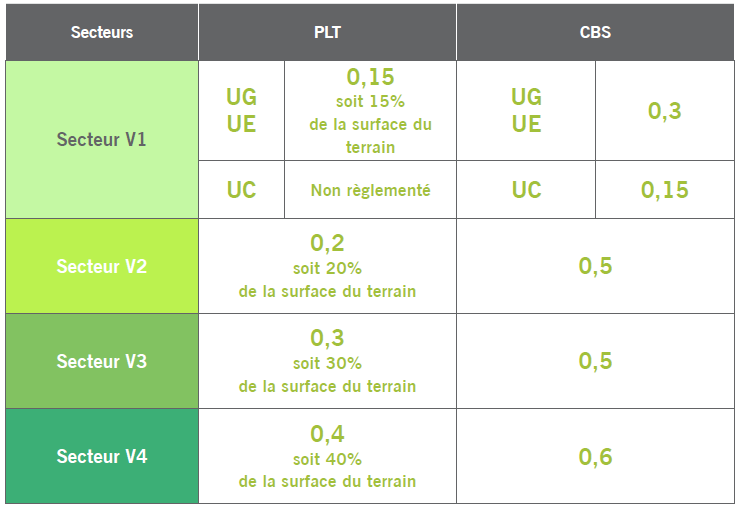 Secteurs
PLT
CBS
Secteur V1
UG
UE
0,15
soit 15%
de la surface du
terrain
UG
UE
0,3
UC
Non règlementé
UC
0,15
Secteur V2
0,2
soit 20%
de la surface du terrain
0,5
Secteur V3
0,3
soit 30%
de la surface du terrain
0,5
Secteur V4
0,4
soit 40%
de la surface du terrain
0,6